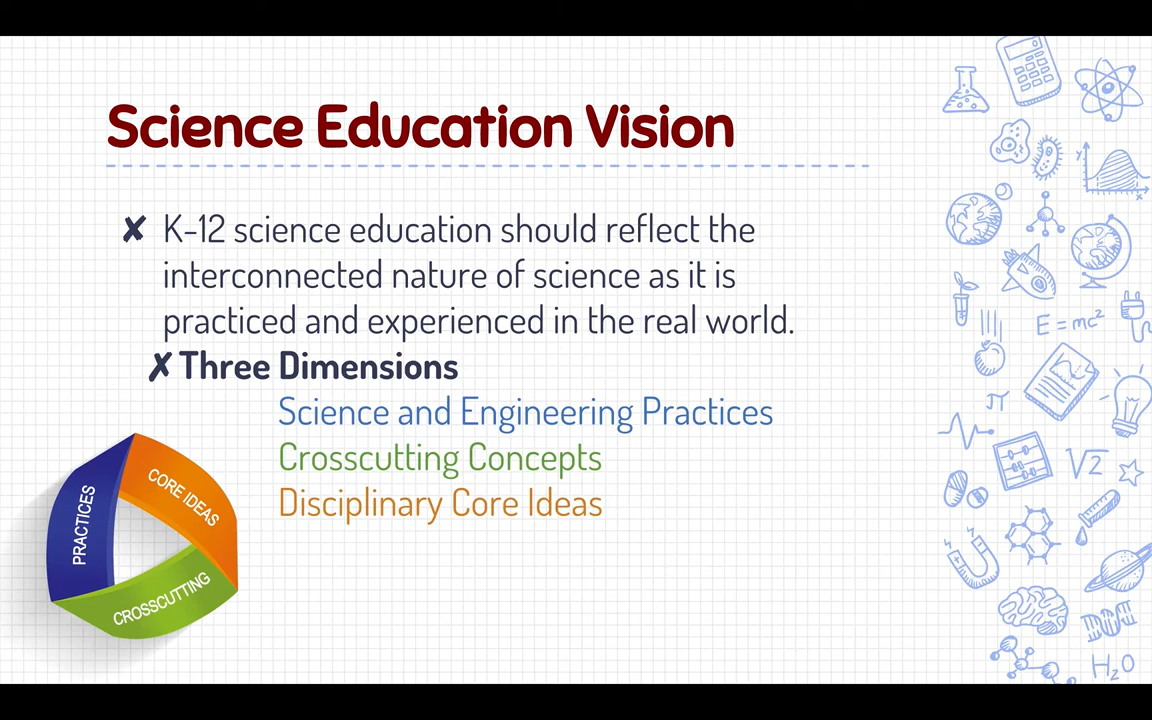 Science Education Vision
✘ K-12 science education should reflect the
interconnected nature of science as it is
practiced and experienced in the real world.
✗ Three Dimensions
Science and Engineering Practices
Crosscutting Concepts
Disciplinary Core Ideas
PRACTICES
CORE IDEAS
CROSSCUTTING
y
x
E=mc²
π
√2
H₂O